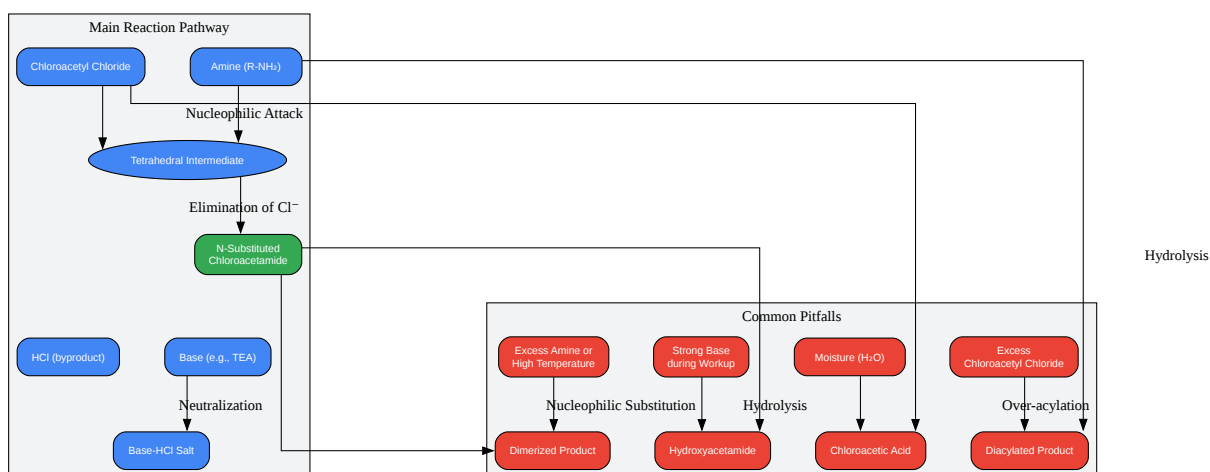 Main Reaction Pathway
Chloroacetyl Chloride
Amine (R-NH₂)
Nucleophilic Attack
Tetrahedral Intermediate
Elimination of Cl⁻
N-Substituted
Chloroacetamide
Hydrolysis
Common Pitfalls
HCl (byproduct)
Base (e.g., TEA)
Excess Amine or
High Temperature
Strong Base
during Workup
Moisture (H₂O)
Excess
Chloroacetyl Chloride
Neutralization
Nucleophilic Substitution
Hydrolysis
Over-acylation
Base-HCl Salt
Dimerized Product
Hydroxyacetamide
Chloroacetic Acid
Diacylated Product